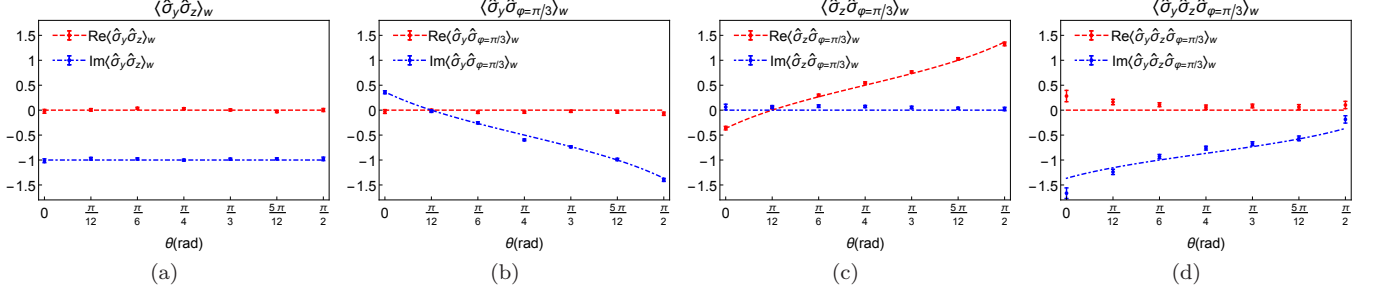 ⟨σ̂yσ̂z⟩w
1.5
1
0.5
0
−0.5
−1
−1.5
Re⟨σ̂yσ̂z⟩w
Im⟨σ̂yσ̂z⟩w
0 π/12 π/6 π/4 π/3 5π/12 π/2
θ(rad)
(a)
⟨σ̂yσ̂φ=π/3⟩w
1.5
1
0.5
0
−0.5
−1
−1.5
Re⟨σ̂yσ̂φ=π/3⟩w
Im⟨σ̂yσ̂φ=π/3⟩w
0 π/12 π/6 π/4 π/3 5π/12 π/2
θ(rad)
(b)
⟨σ̂zσ̂φ=π/3⟩w
1.5
1
0.5
0
−0.5
−1
−1.5
Re⟨σ̂zσ̂φ=π/3⟩w
Im⟨σ̂zσ̂φ=π/3⟩w
0 π/12 π/6 π/4 π/3 5π/12 π/2
θ(rad)
(c)
⟨σ̂yσ̂zσ̂φ=π/3⟩w
1.5
1
0.5
0
−0.5
−1
−1.5
Re⟨σ̂yσ̂zσ̂φ=π/3⟩w
Im⟨σ̂yσ̂zσ̂φ=π/3⟩w
0 π/12 π/6 π/4 π/3 5π/12 π/2
θ(rad)
(d)